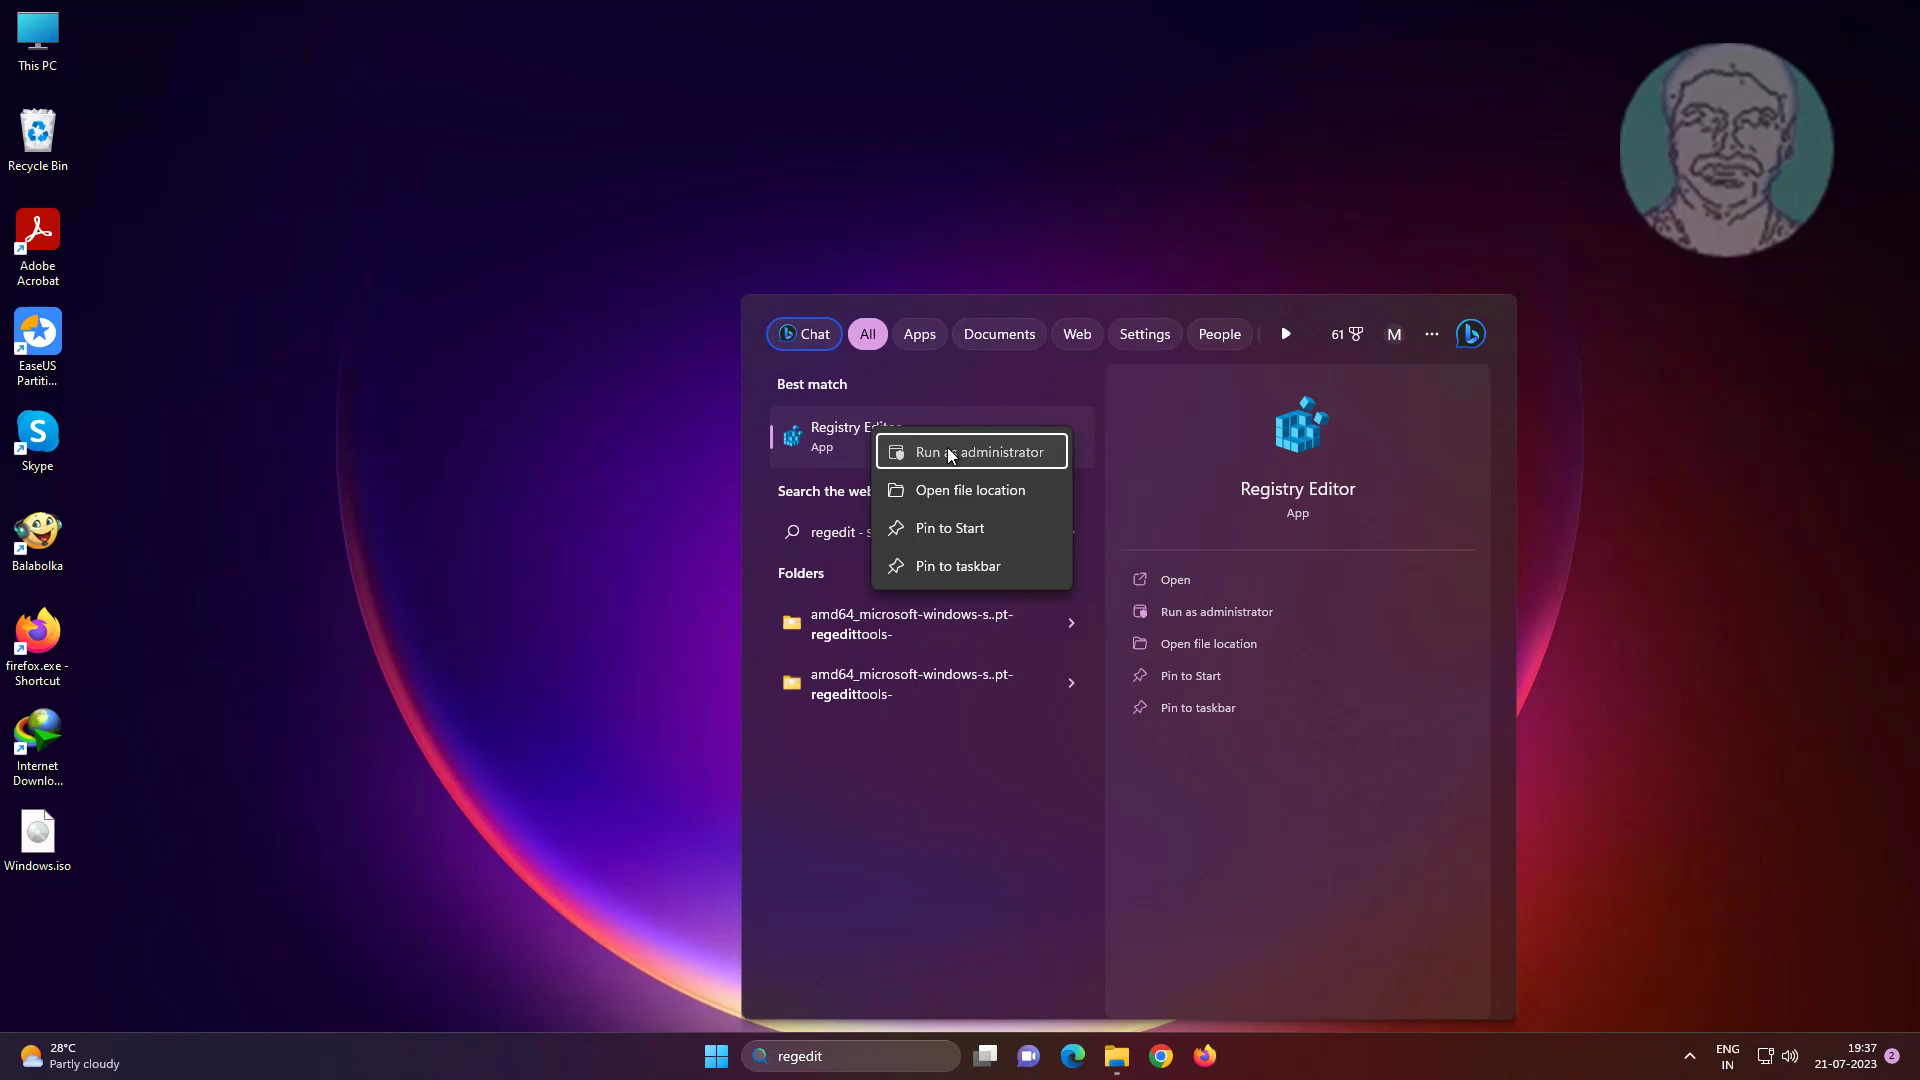 This PC
Recycle Bin
Adobe
Acrobat
EaseUS
Partiti...
Skype
Balabolka
firefox.exe -
Shortcut
Internet
Downlo...
Windows.iso
Chat
All
Apps
Documents
Web
Settings
People
61
M
Best match
Registry
App
Run as administrator
Open file location
Pin to Start
Pin to taskbar
Search the web
regedit -
Folders
amd64_microsoft-windows-s..pt-
regedittools-
amd64_microsoft-windows-s..pt-
regedittools-
Registry Editor
App
Open
Run as administrator
Open file location
Pin to Start
Pin to taskbar
28°C
Partly cloudy
regedit
ENG
IN
19:37
21-07-2023
2